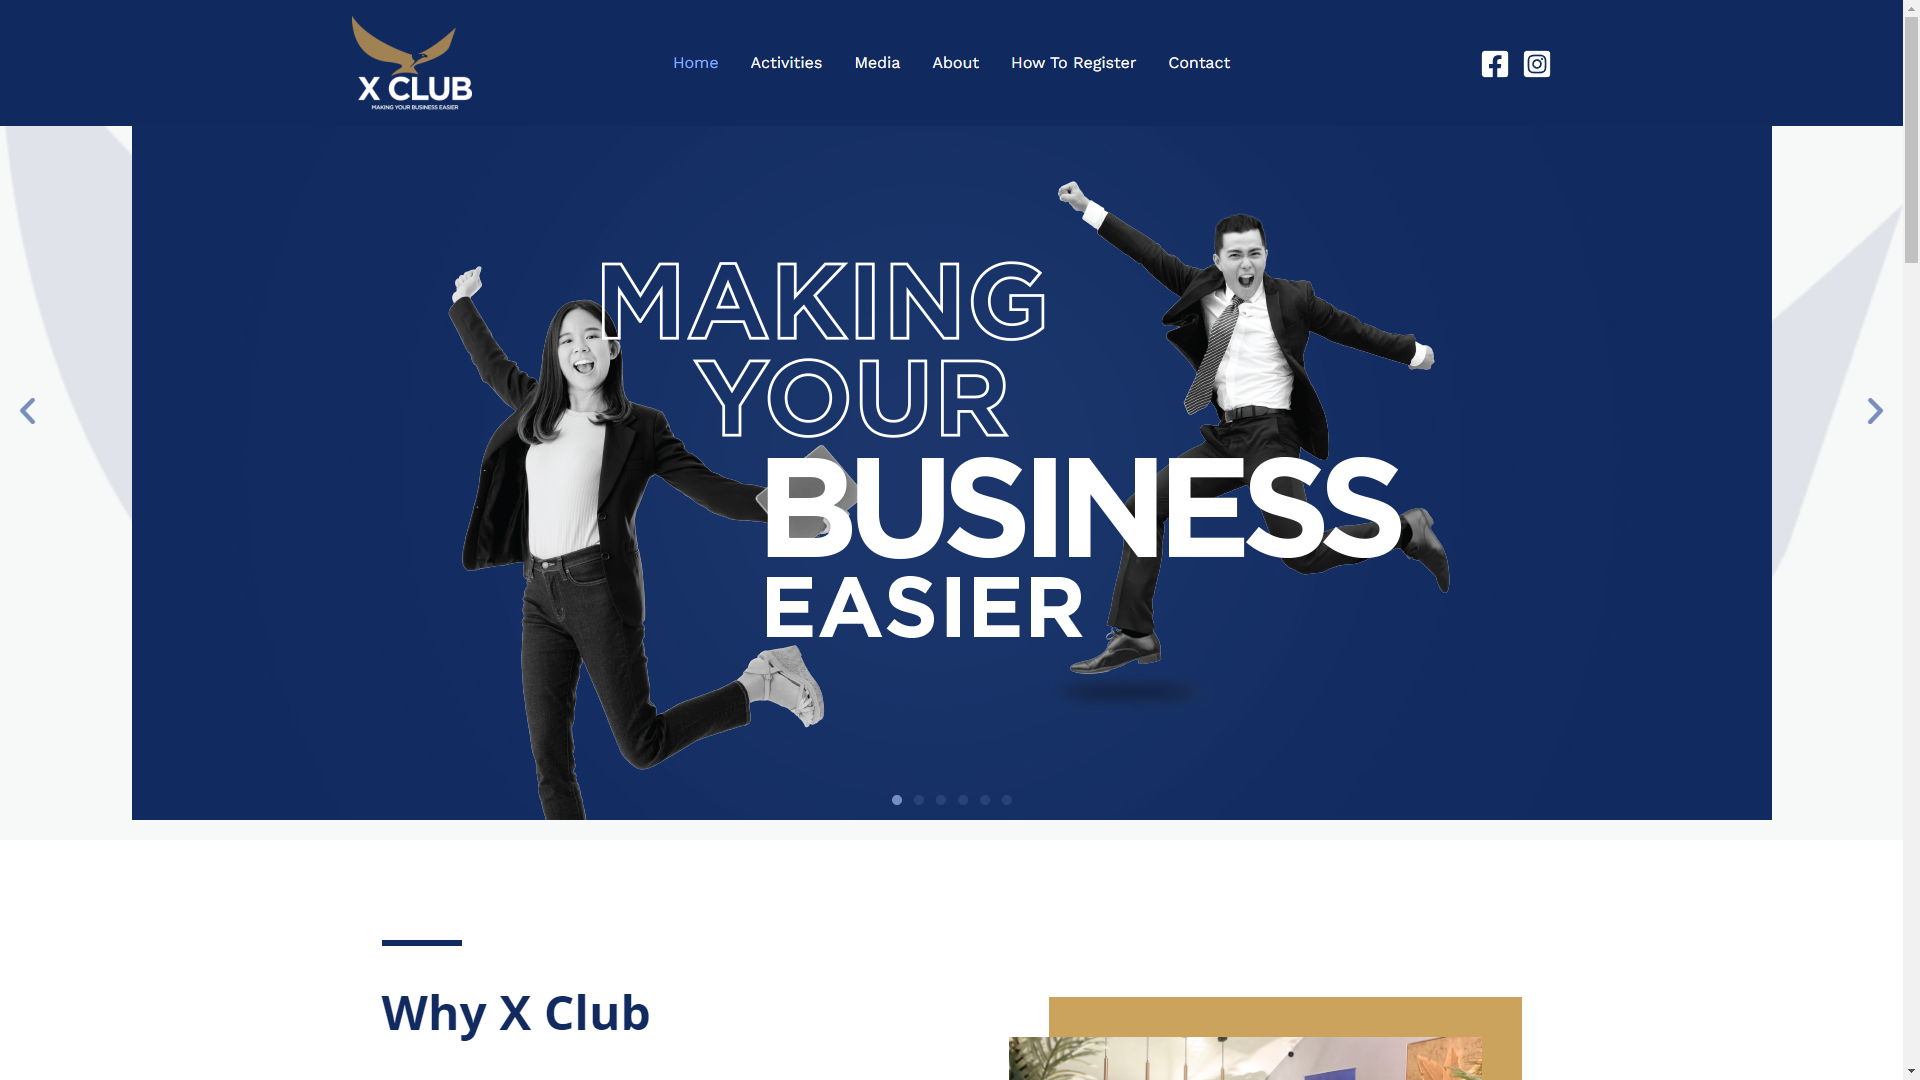 X CLUB
MAKING YOUR BUSINESS EASIER
Home
Activities
Media
About
How To Register
Contact
MAKING
YOUR
BUSINESS
EASIER
Why X Club